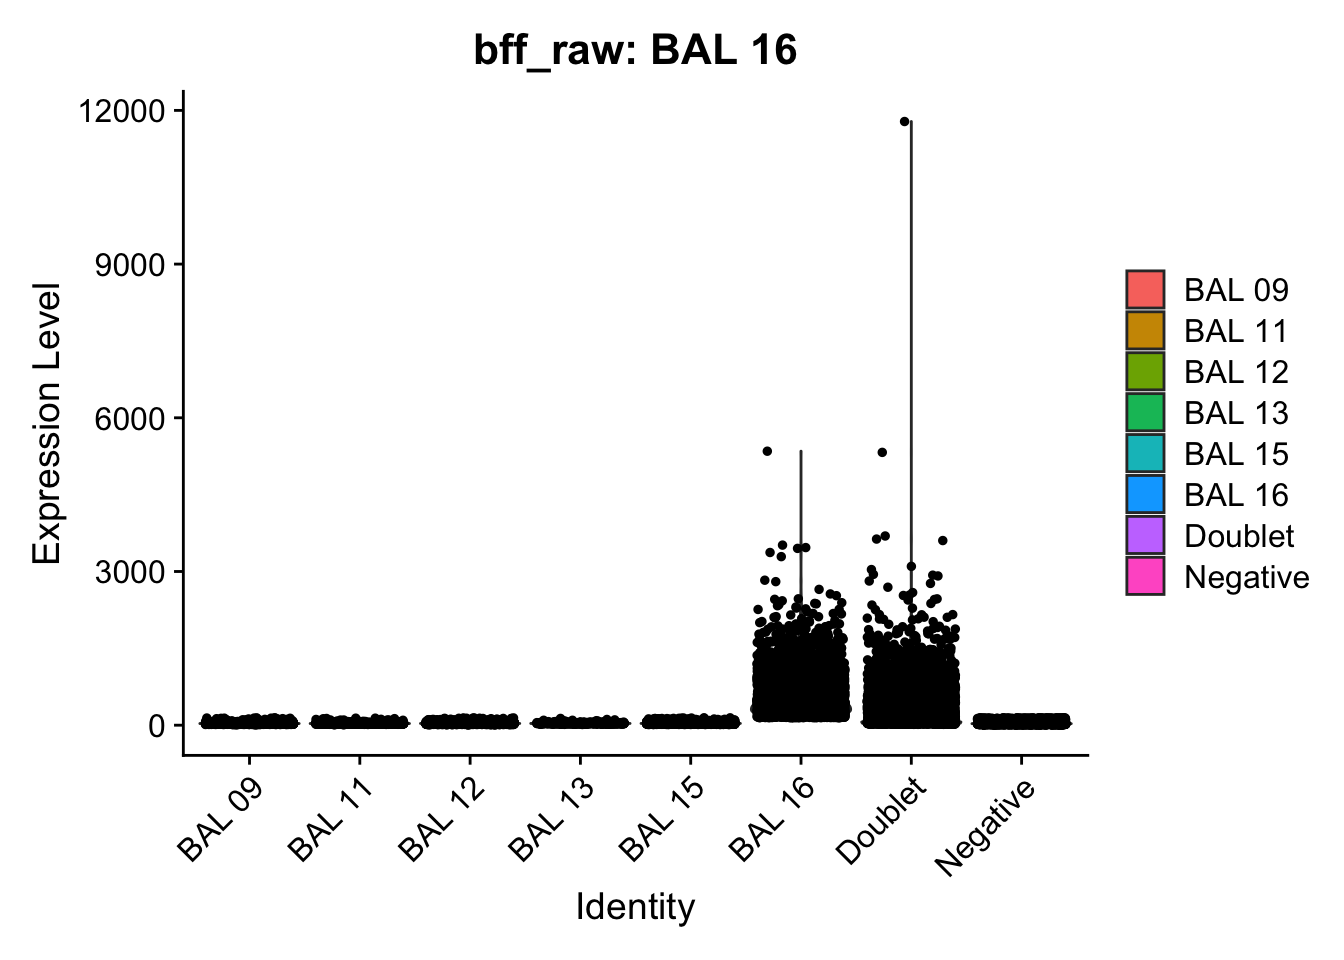 bff_raw: BAL 16
12000
9000
6000
3000
0
Expression Level
BAL 09
BAL 11
BAL 12
BAL 13
BAL 15
BAL 16
Doublet
Negative
Identity
BAL 09
BAL 11
BAL 12
BAL 13
BAL 15
BAL 16
Doublet
Negative